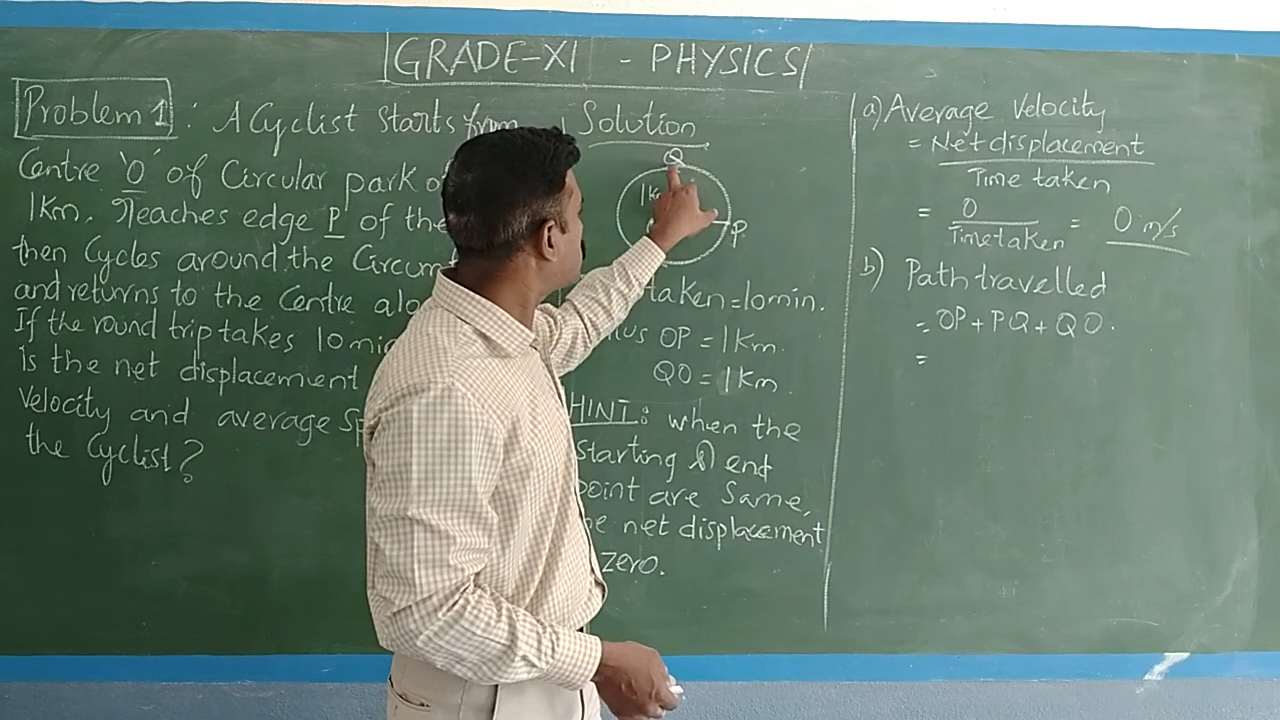 GRADE-XI - PHYSICS
Problem 1 : A Cyclist starts from
Centre 'O' of Circular park of
1km, reaches edge P of the
then Cycles around the Circum
and returns to the Centre alo
If the round trip takes 10 min
is the net displacement
velocity and average sp
the Cyclist?
Solution
Q
1k
P
taken = 10 min.
OP = 1 Km.
QO = 1 Km.
HINT: when the
starting & end
point are same,
net displacement
zero.
a) Average Velocity
= Net displacement
Time taken
= 0
Time taken
= 0 m/s
b) Path travelled
= OP + PQ + QO.
=